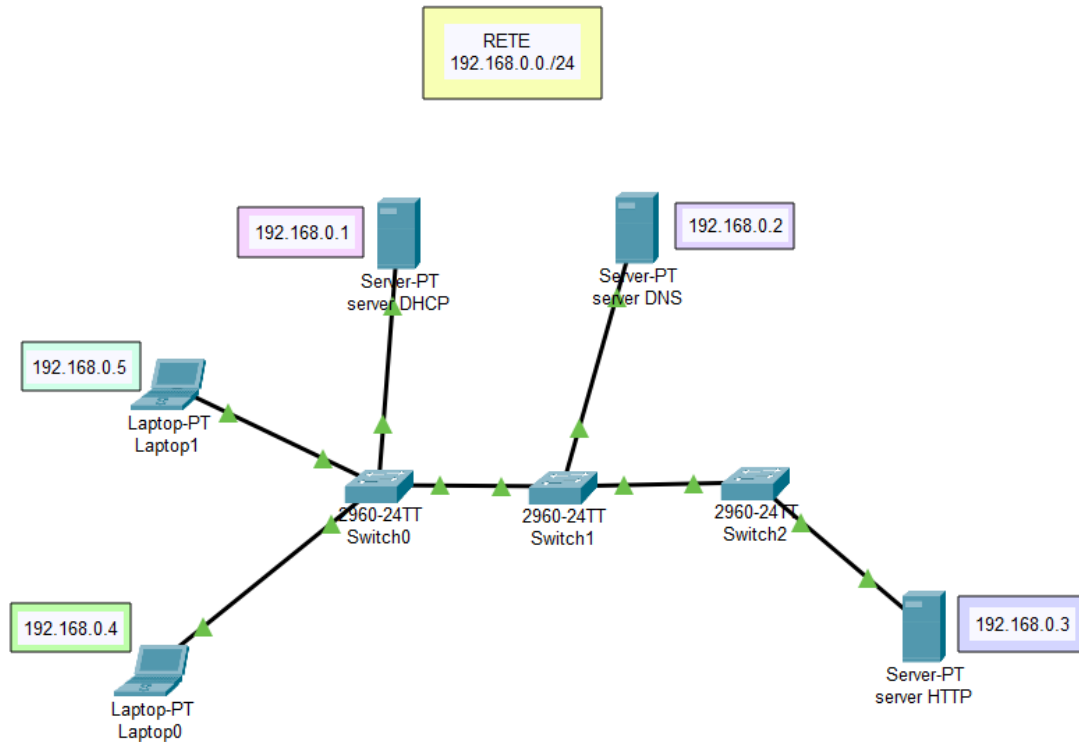 RETE
192.168.0.0./24
192.168.0.1
Server-PT
server DHCP
192.168.0.2
Server-PT
server DNS
192.168.0.5
Laptop-PT
Laptop1
2960-24TT
Switch0
2960-24TT
Switch1
2960-24TT
Switch2
192.168.0.4
Laptop-PT
Laptop0
192.168.0.3
Server-PT
server HTTP